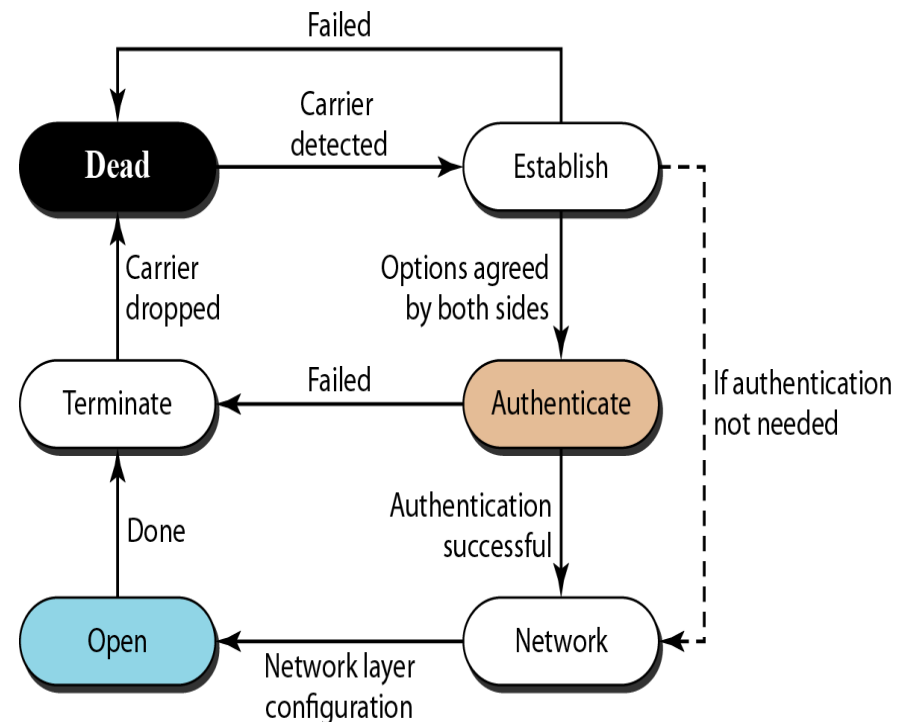 Failed
Carrier
detected
Dead
Establish
Carrier
dropped
Options agreed
by both sides
Terminate
Failed
Authenticate
If authentication
not needed
Done
Authentication
successful
Open
Network
Network layer
configuration